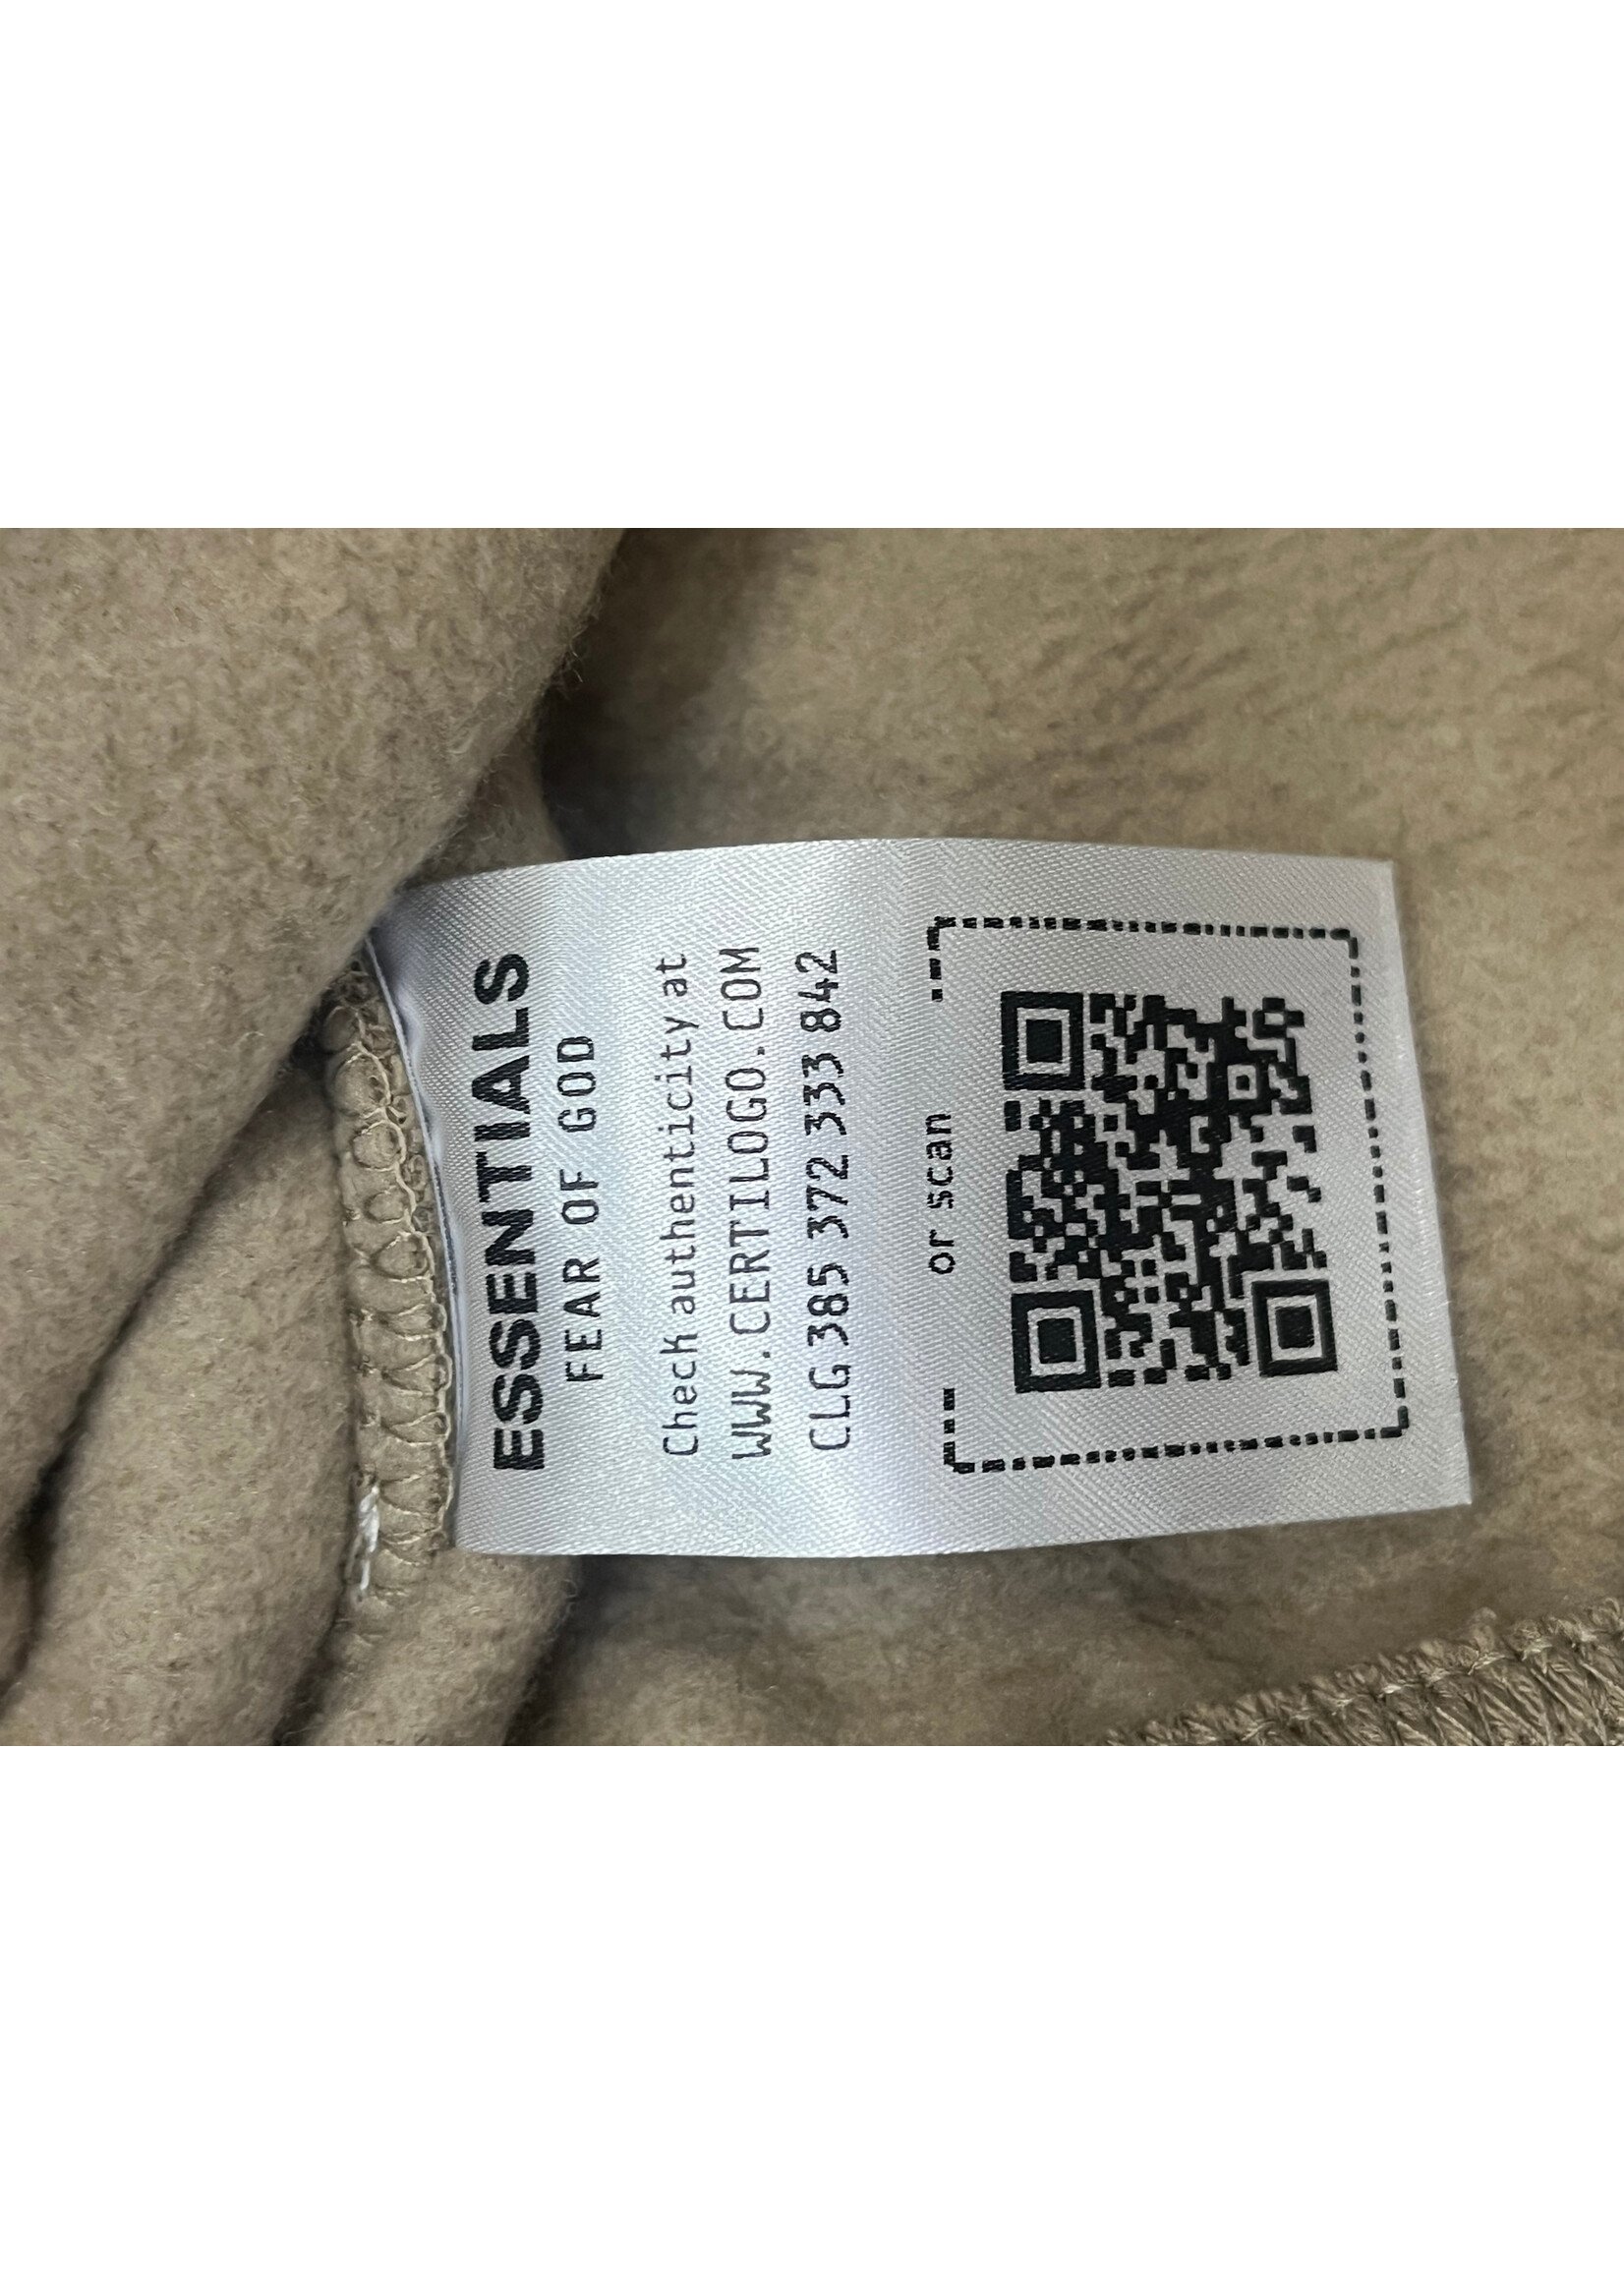 ESSENTIALS
FEAR OF GOD
Check authenticity at
WWW.CERTILOGO.COM
CLG 385 372 333 842
or scan